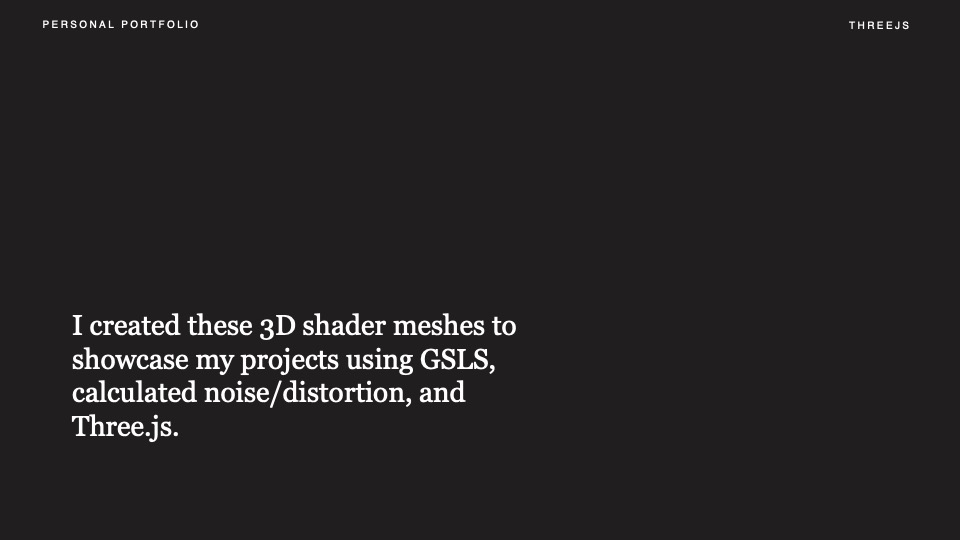 PERSONAL PORTFOLIO
THREEJS
I created these 3D shader meshes to
showcase my projects using GSLS,
calculated noise/distortion, and
Three.js.